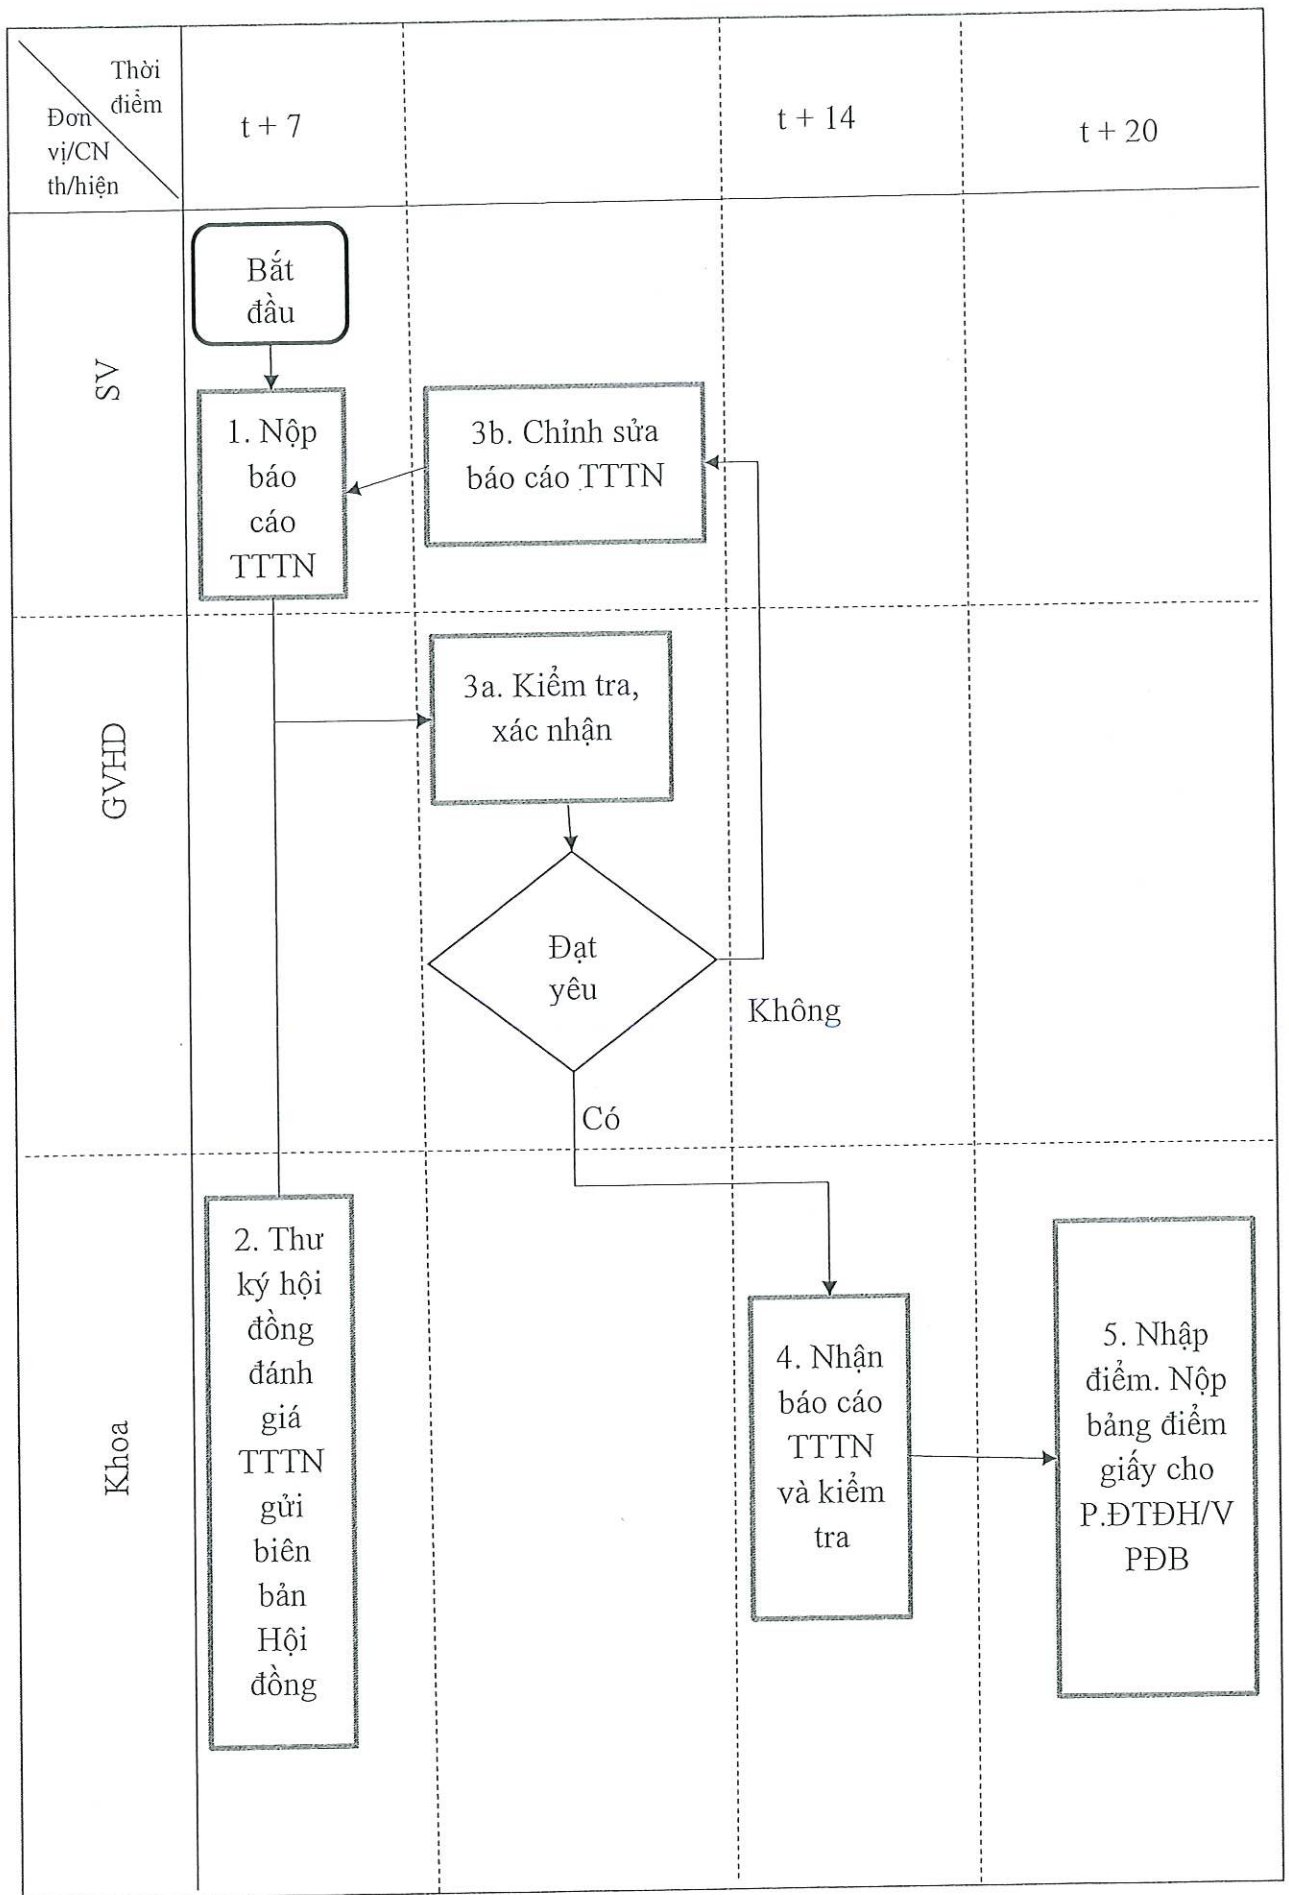 Thời
điểm
Đơn
vị/CN
th/hiện
t + 7
t + 14
t + 20
SV
Bắt
đầu
1. Nộp
báo
cáo
TTTN
3b. Chỉnh sửa
báo cáo TTTN
GVHD
3a. Kiểm tra,
xác nhận
Đạt
yêu
Không
Có
Khoa
2. Thư
ký hội
đồng
đánh
giá
TTTN
gửi
biên
bản
Hội
đồng
4. Nhận
báo cáo
TTTN
và kiểm
tra
5. Nhập
điểm. Nộp
bảng điểm
giấy cho
P.ĐTĐH/V
PĐB